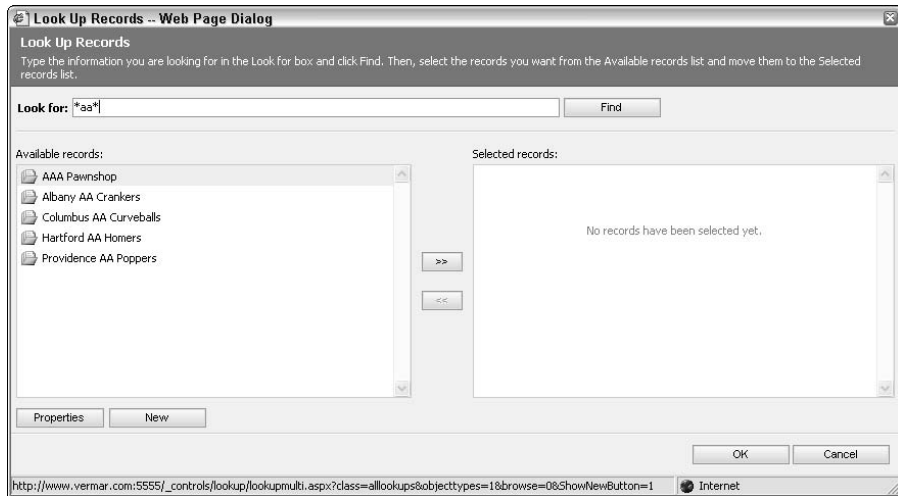 Look Up Records -- Web Page Dialog
Look Up Records
Type the information you are looking for in the Look for box and click Find. Then, select the records you want from the Available records list and move them to the Selected
records list.
Look for: *aa*
Find
Available records:
Selected records:
AAA Pawnshop
Albany AA Crankers
Columbus AA Curveballs
Hartford AA Homers
Providence AA Poppers
No records have been selected yet.
>>
<<
Properties
New
OK
Cancel
http://www.vermar.com:5555/_controls/lookup/lookupmulti.aspx?class=alllookups&objecttypes=1&browse=0&ShowNewButton=1
Internet